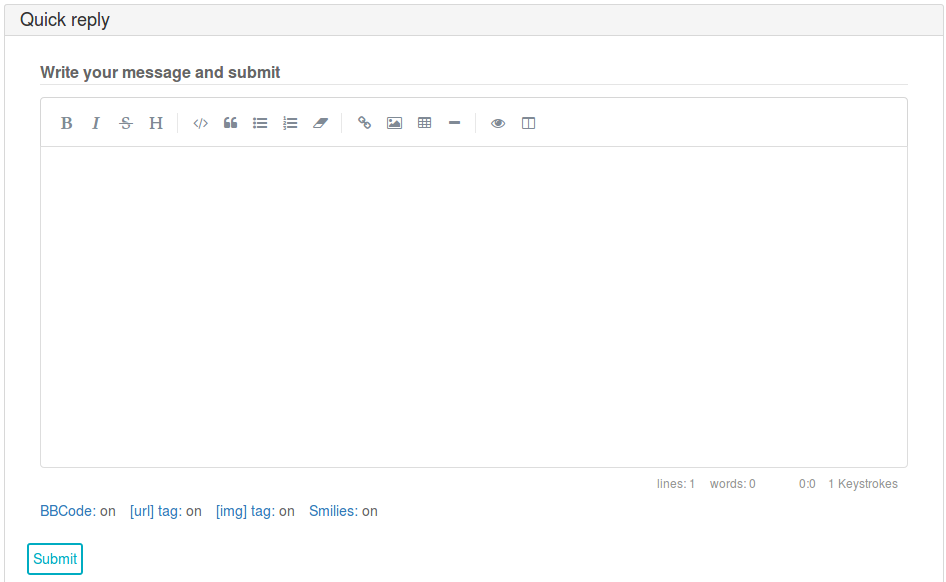 Quick reply
Write your message and submit
B I S H
lines: 1 words: 0 0:0 1 Keystrokes
BBCode: on [url] tag: on [img] tag: on Smilies: on
Submit